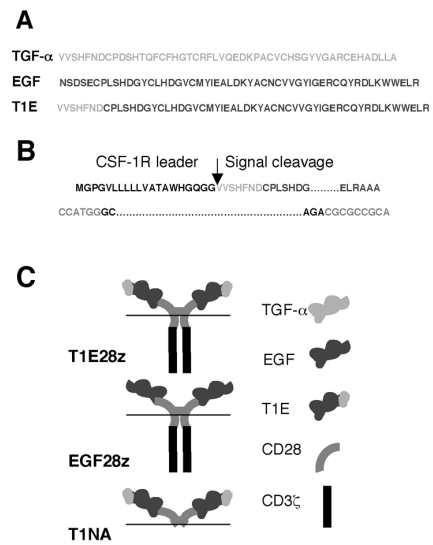 A
TGF-α VVSHFNDCPDSHTQFCFHGTCRFLVQEDKPACVCHSGYVGARCEHADLLA
EGF NSDSECPLSHDGYCLHDGVCMYIEALDKYACNCVVGYIGERCQYRDLKWWELR
T1E VVSHFNDCPLSHDGYCLHDGVCMYIEALDKYACNCVVGYIGERCQYRDLKWWELR
B
CSF-1R leader Signal cleavage
MGPGVLLLLLVATAWHGQGGVVSHFNDCPLSHDG.........ELRAAA
CCATGGGC..................................................AGACGCGCCGCA
C
TGF-α
T1E28z
EGF
T1E
EGF28z
CD28
CD3ζ
T1NA